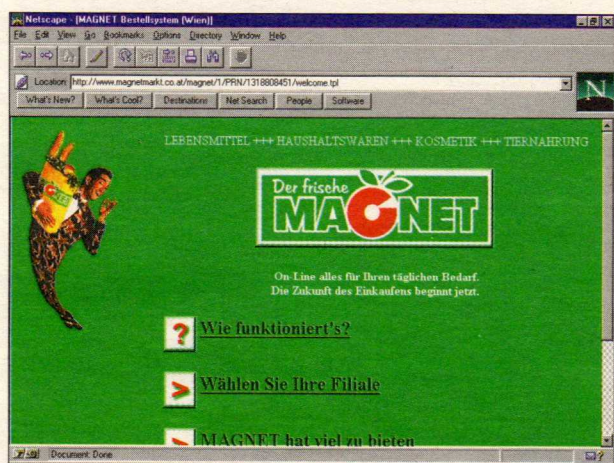 Netscape - [MAGNET Bestellsystem (Wien)]
File Edit View Go Bookmarks Options Directory Window Help
Location: http://www.magnetmarkt.co.at/magnet/1/PRN/1318808451/welcome.tpl
N
What's New? What's Cool? Destinations Net Search People Software
LEBENSMITTEL +++ HAUSHALTSWAREN +++ KOSMETIK +++ TIERNAHRUNG
Der frische
MAGNET
On-Line alles für Ihren täglichen Bedarf.
Die Zukunft des Einkaufens beginnt jetzt.
? Wie funktioniert's?
> Wählen Sie Ihre Filiale
> MAGNET hat viel zu bieten
Document: Done